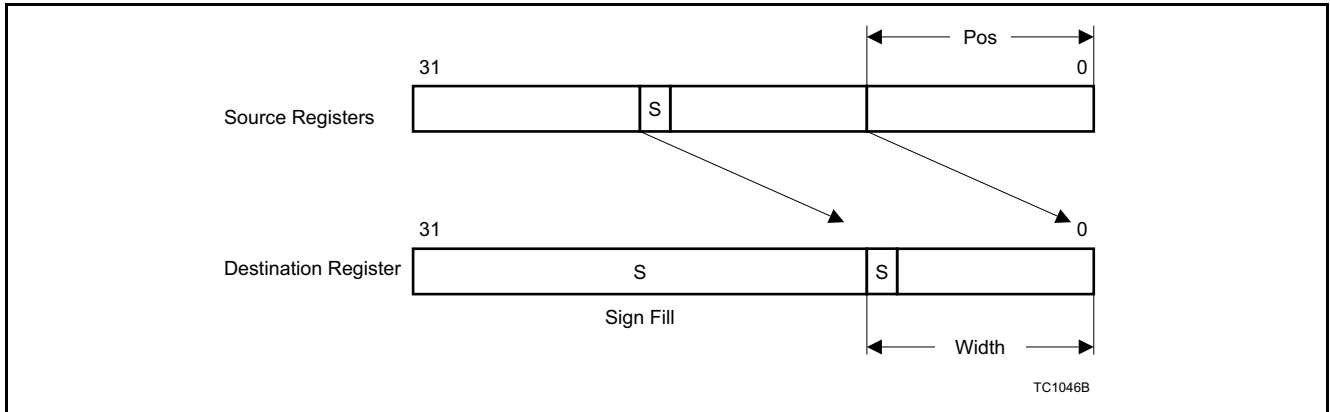 Pos
31 0
Source Registers S
31 0
Destination Register S S
Sign Fill
Width
TC1046B